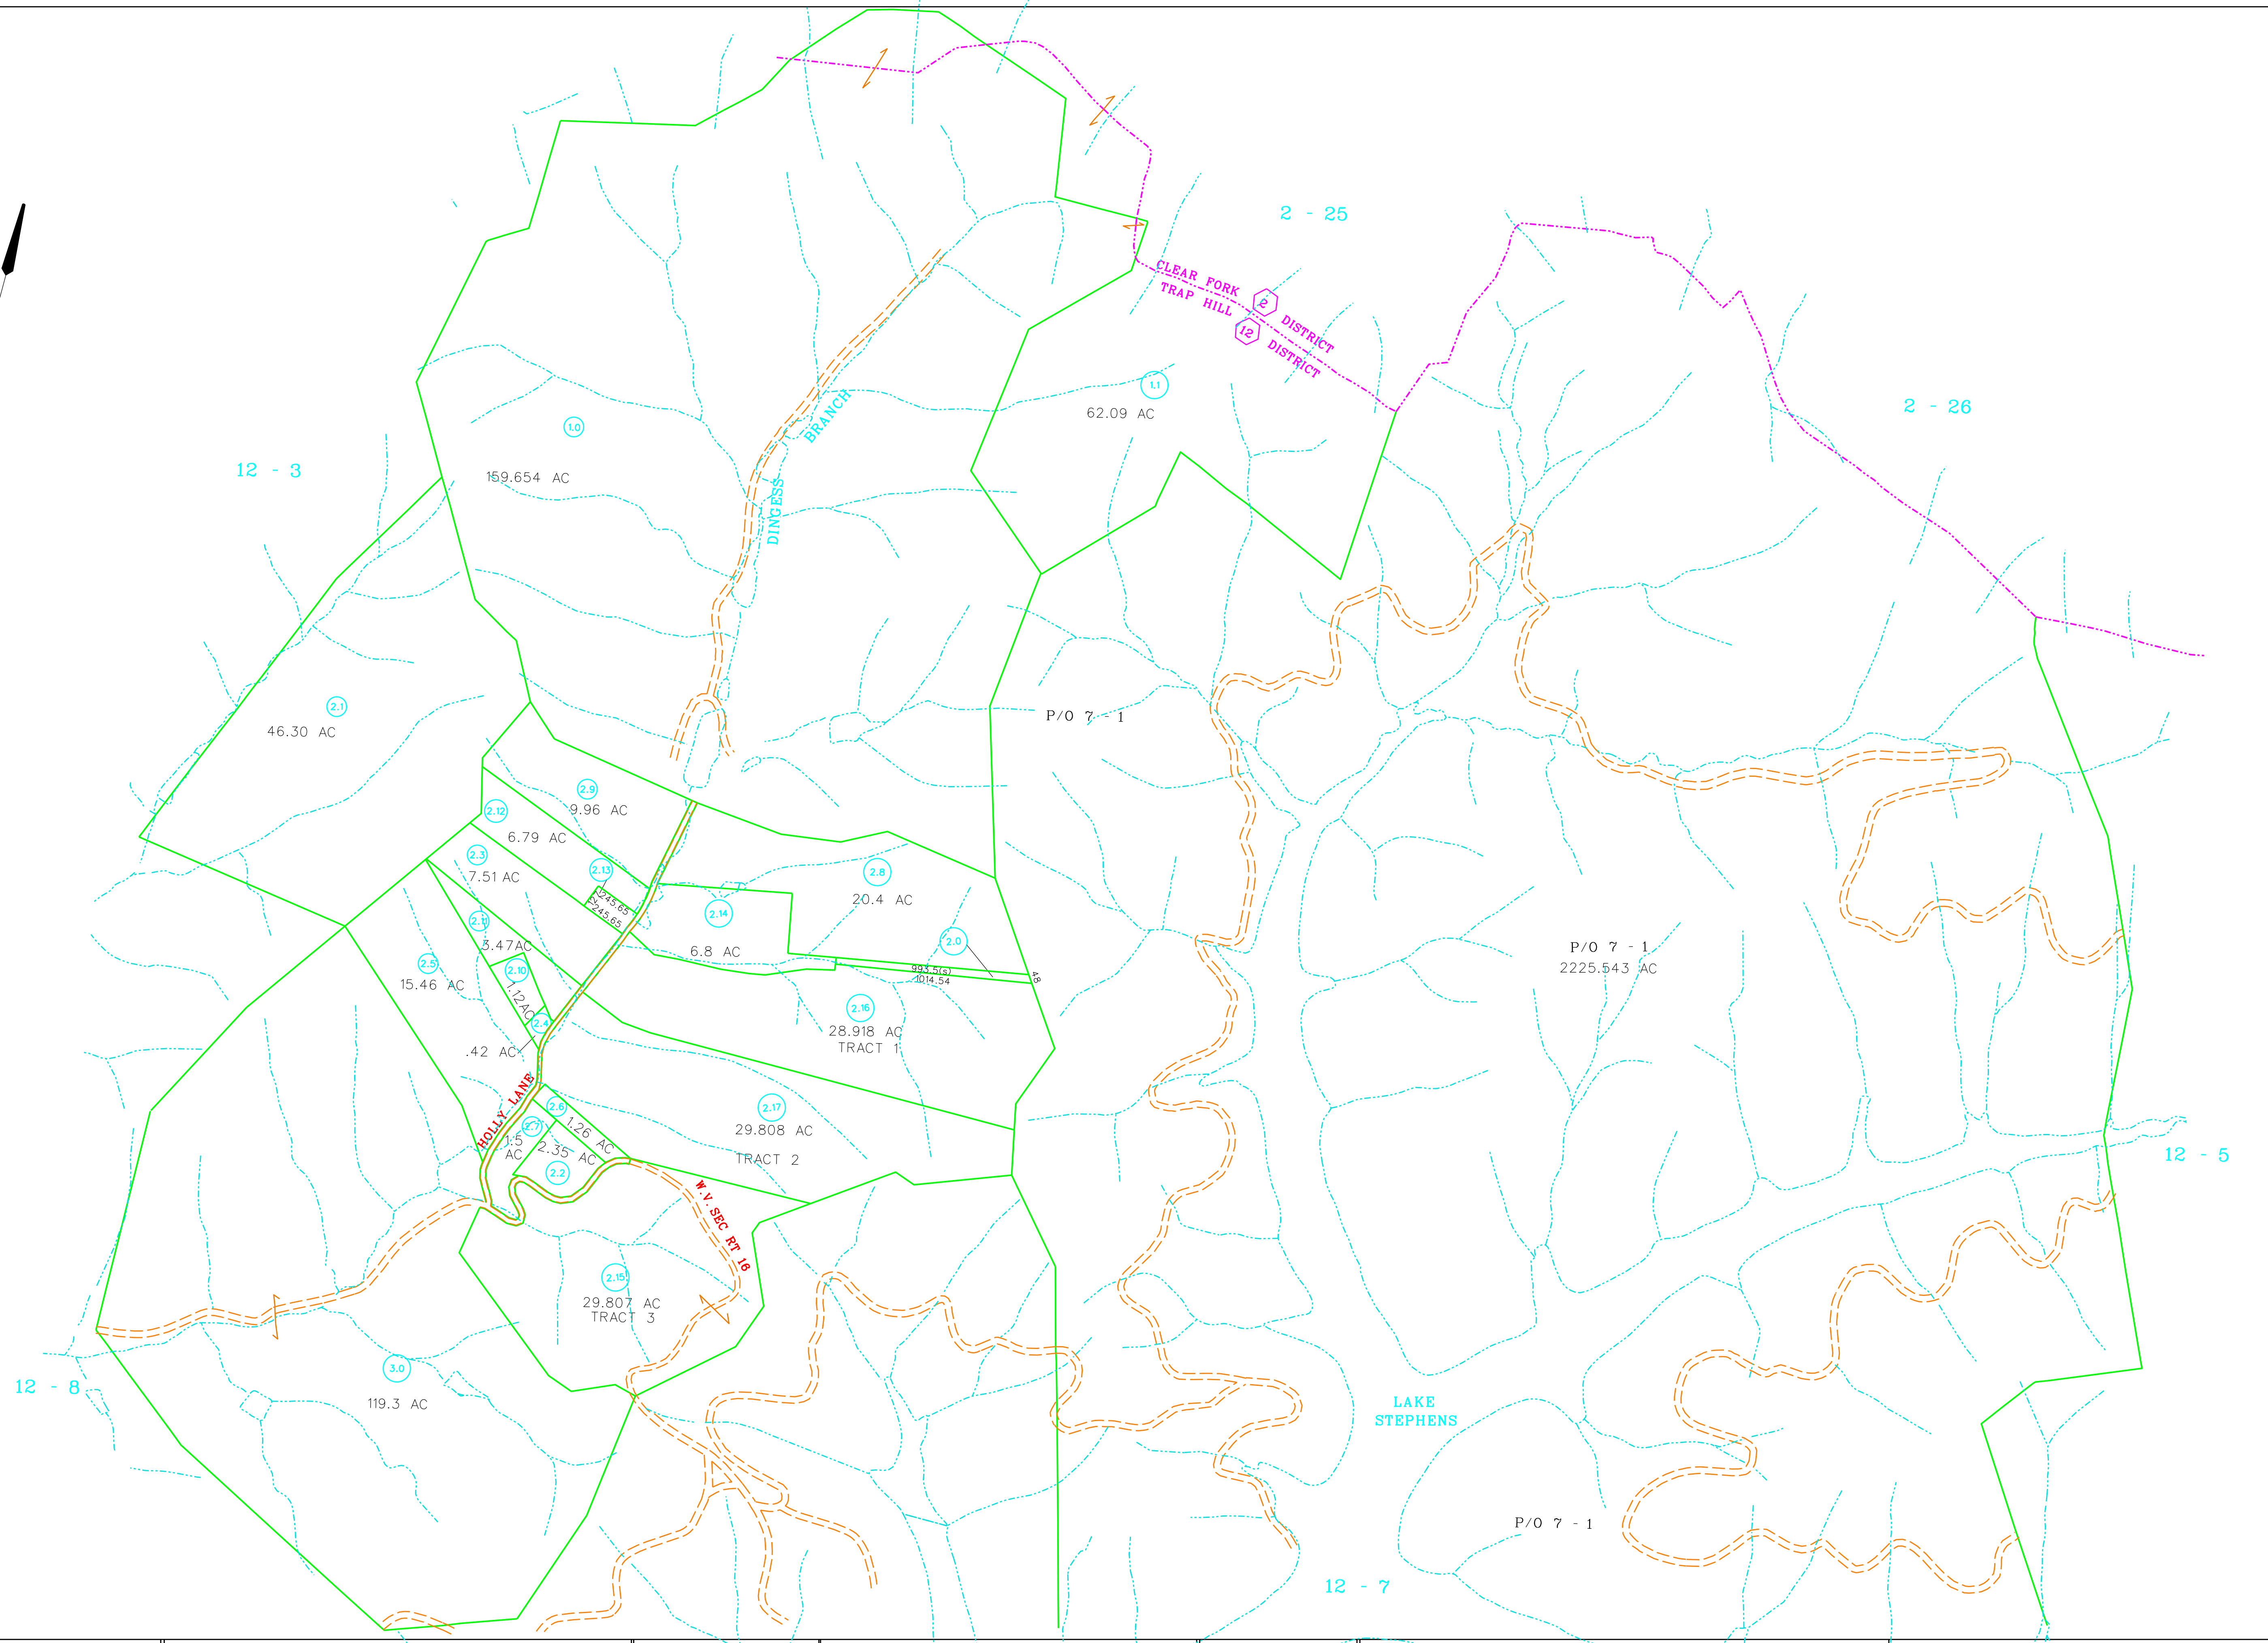 2 - 25
CLEAR FORK 2 DISTRICT
TRAP HILL 12 DISTRICT
1.1
62.09 AC
2 - 26
1.0
BRANCH
12 - 3
159.654 AC
DINGESS
2.1
46.30 AC
P/O 7 - 1
2.9
9.96 AC
2.12
6.79 AC
2.3
7.51 AC
2.13
245.65
245.65
2.8
20.4 AC
2.14
6.8 AC
2.0
993.5(s)
1014.54
48
2.11
3.47AC
2.5
15.46 AC
2.10
1.12AC
2.4
.42 AC
P/O 7 - 1
2225.543 AC
2.16
28.918 AC
TRACT 1
HOLLY LANE
2.6
1.26 AC
2.7
1.5
AC
2.35 AC
2.2
2.17
29.808 AC
TRACT 2
12 - 5
W.V. SEC RT 16
2.15
29.807 AC
TRACT 3
12 - 8
3.0
119.3 AC
LAKE
STEPHENS
P/O 7 - 1
12 - 7